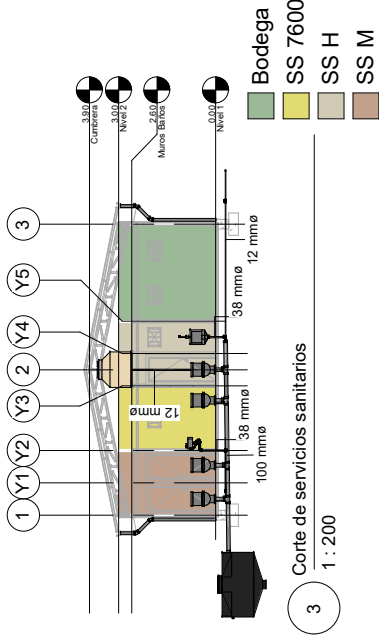 1
Y1
Y2
Y3
2
Y4
Y5
3
3.90
Cumbrera
3.00
Nivel 2
2.60
Muros Baños
0.00
Nivel 1
12 mmø
100 mmø
38 mmø
38 mmø
12 mmø
3
Corte de servicios sanitarios
1 : 200
Bodega
SS 7600
SS H
SS M